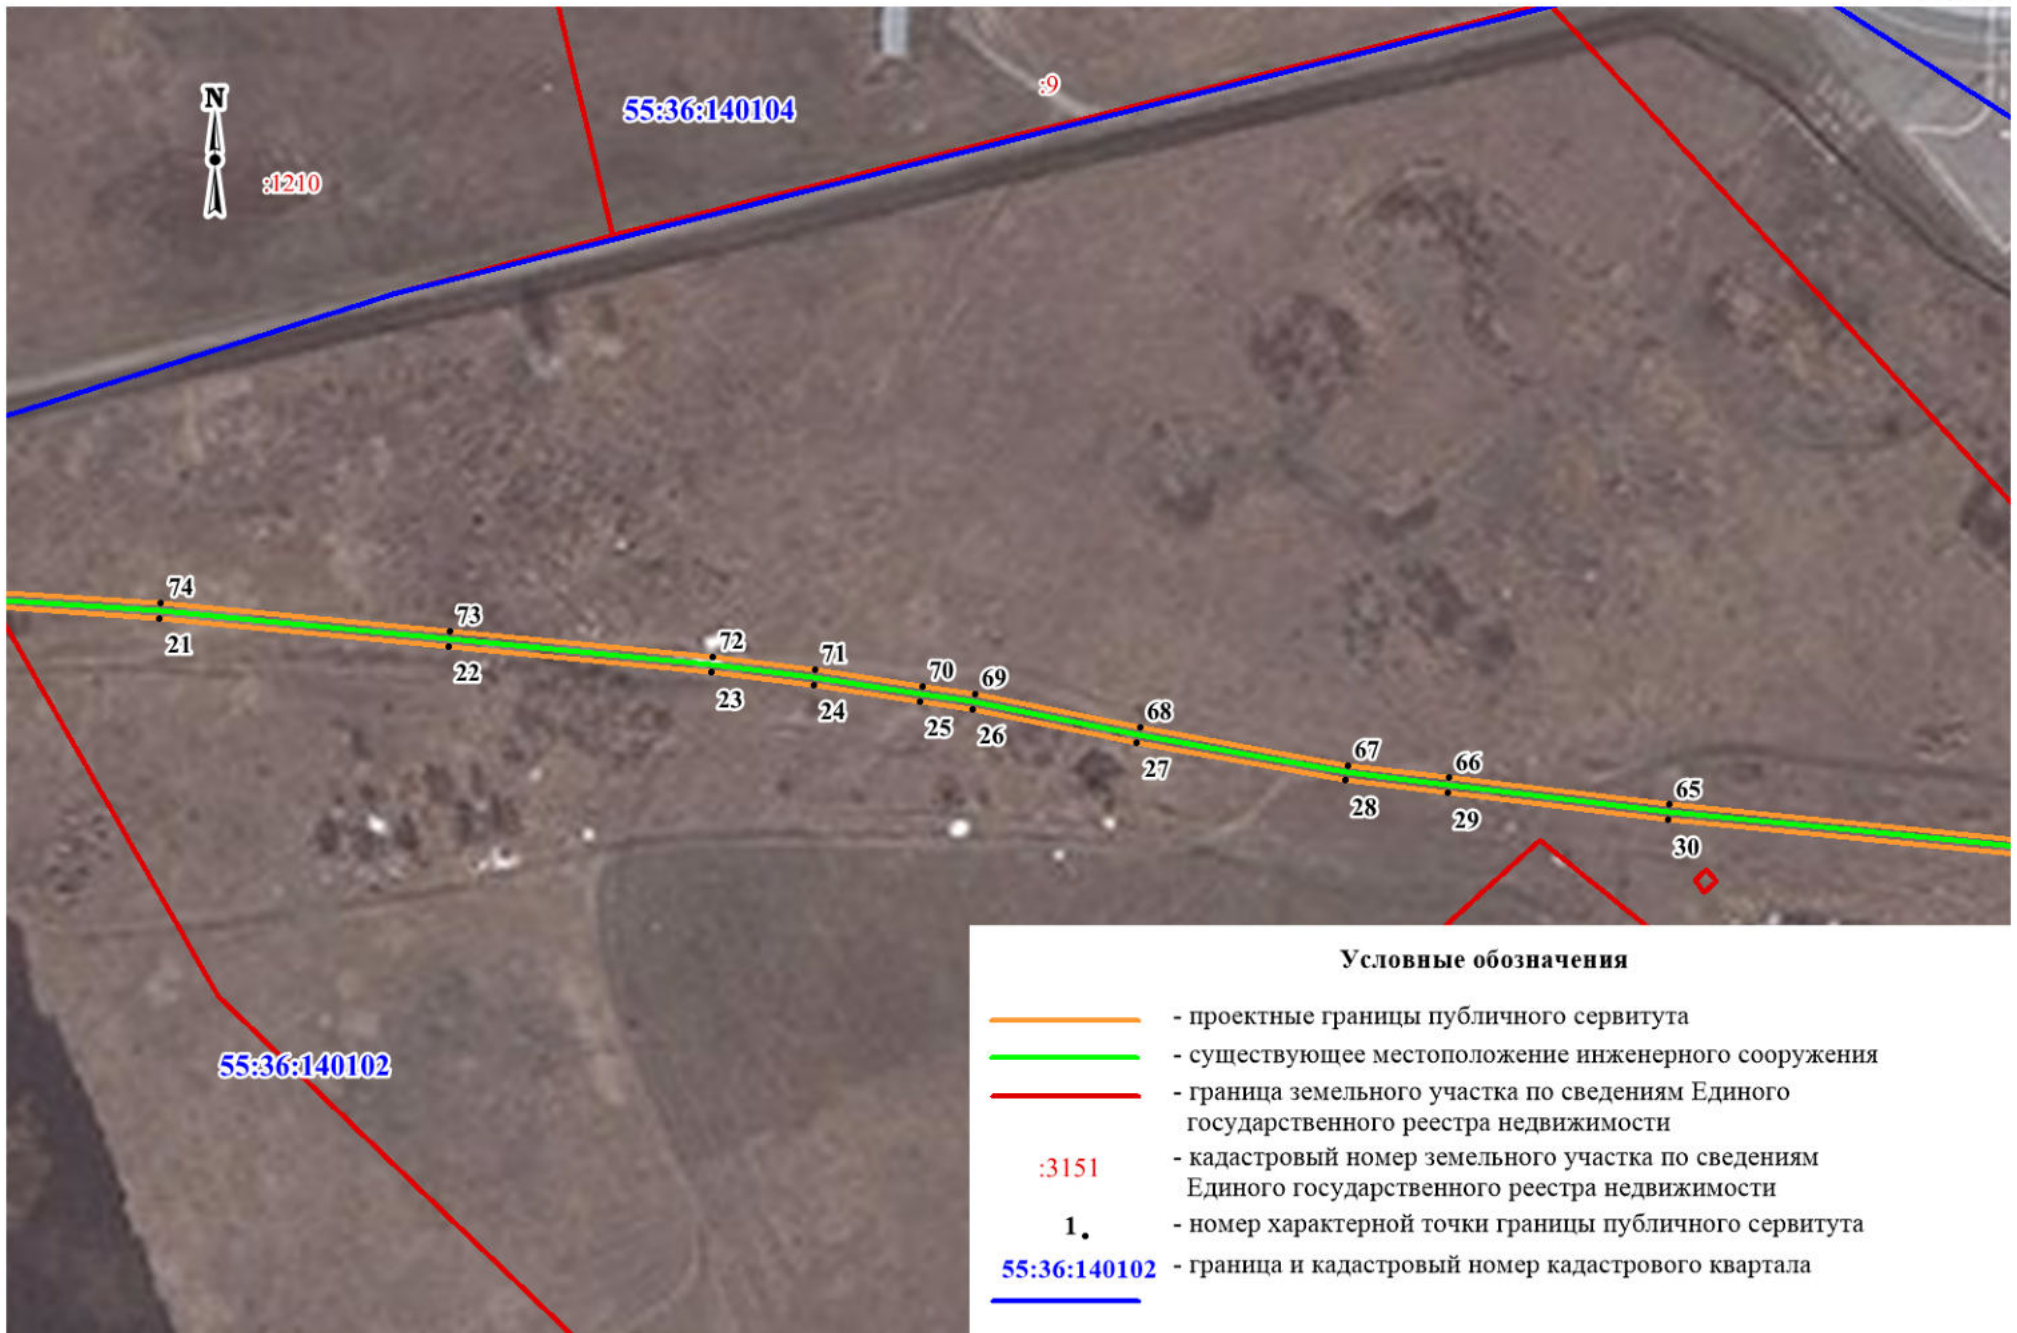 N
55:36:140104
:9
:1210
74
73
72
71
70
69
68
67
66
65
21
22
23
24
25
26
27
28
29
30
55:36:140102
Условные обозначения
- проектные границы публичного сервитута
- существующее местоположение инженерного сооружения
- граница земельного участка по сведениям Единого
государственного реестра недвижимости
:3151 - кадастровый номер земельного участка по сведениям
Единого государственного реестра недвижимости
1. - номер характерной точки границы публичного сервитута
55:36:140102 - граница и кадастровый номер кадастрового квартала